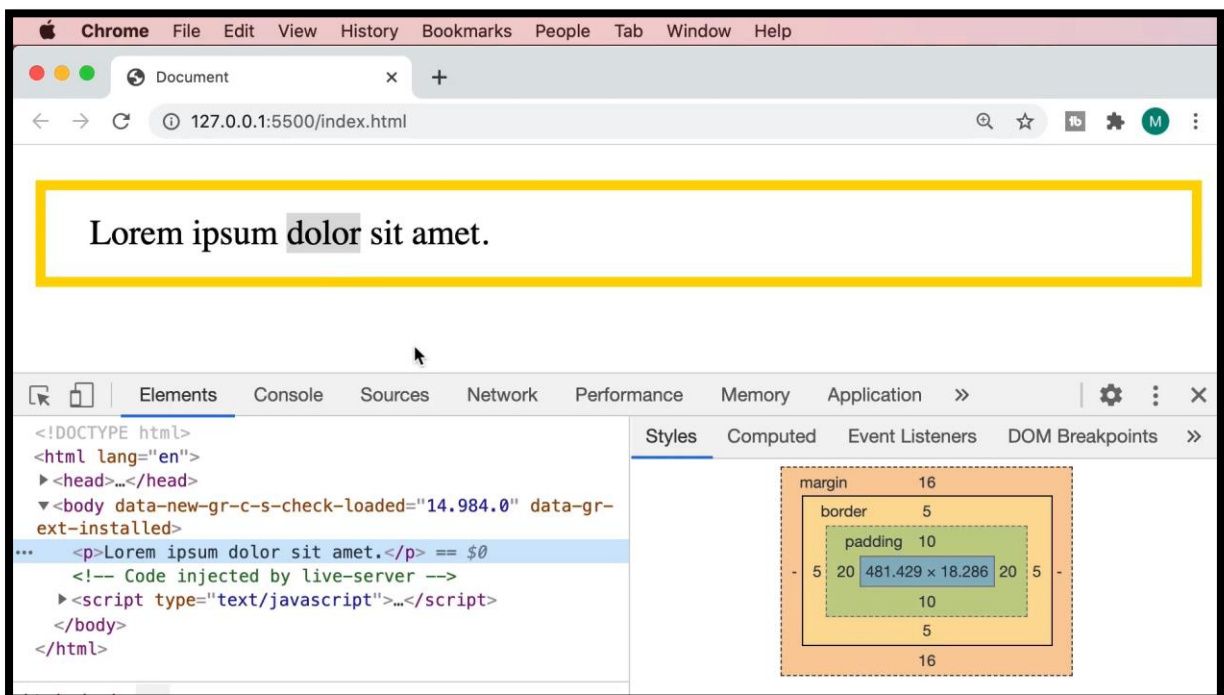 Chrome File Edit View History Bookmarks People Tab Window Help
Document
127.0.0.1:5500/index.html
M
Lorem ipsum dolor sit amet.
Elements Console Sources Network Performance Memory Application »
<!DOCTYPE html>
<html lang="en">
▶<head>…</head>
▼<body data-new-gr-c-s-check-loaded="14.984.0" data-gr-
ext-installed>
<p>Lorem ipsum dolor sit amet.</p> == $0
<!-- Code injected by live-server -->
▶<script type="text/javascript">…</script>
</body>
</html>
Styles Computed Event Listeners DOM Breakpoints »
margin 16
border 5
padding 10
- 5 20 481.429 × 18.286 20 5 -
10
5
16